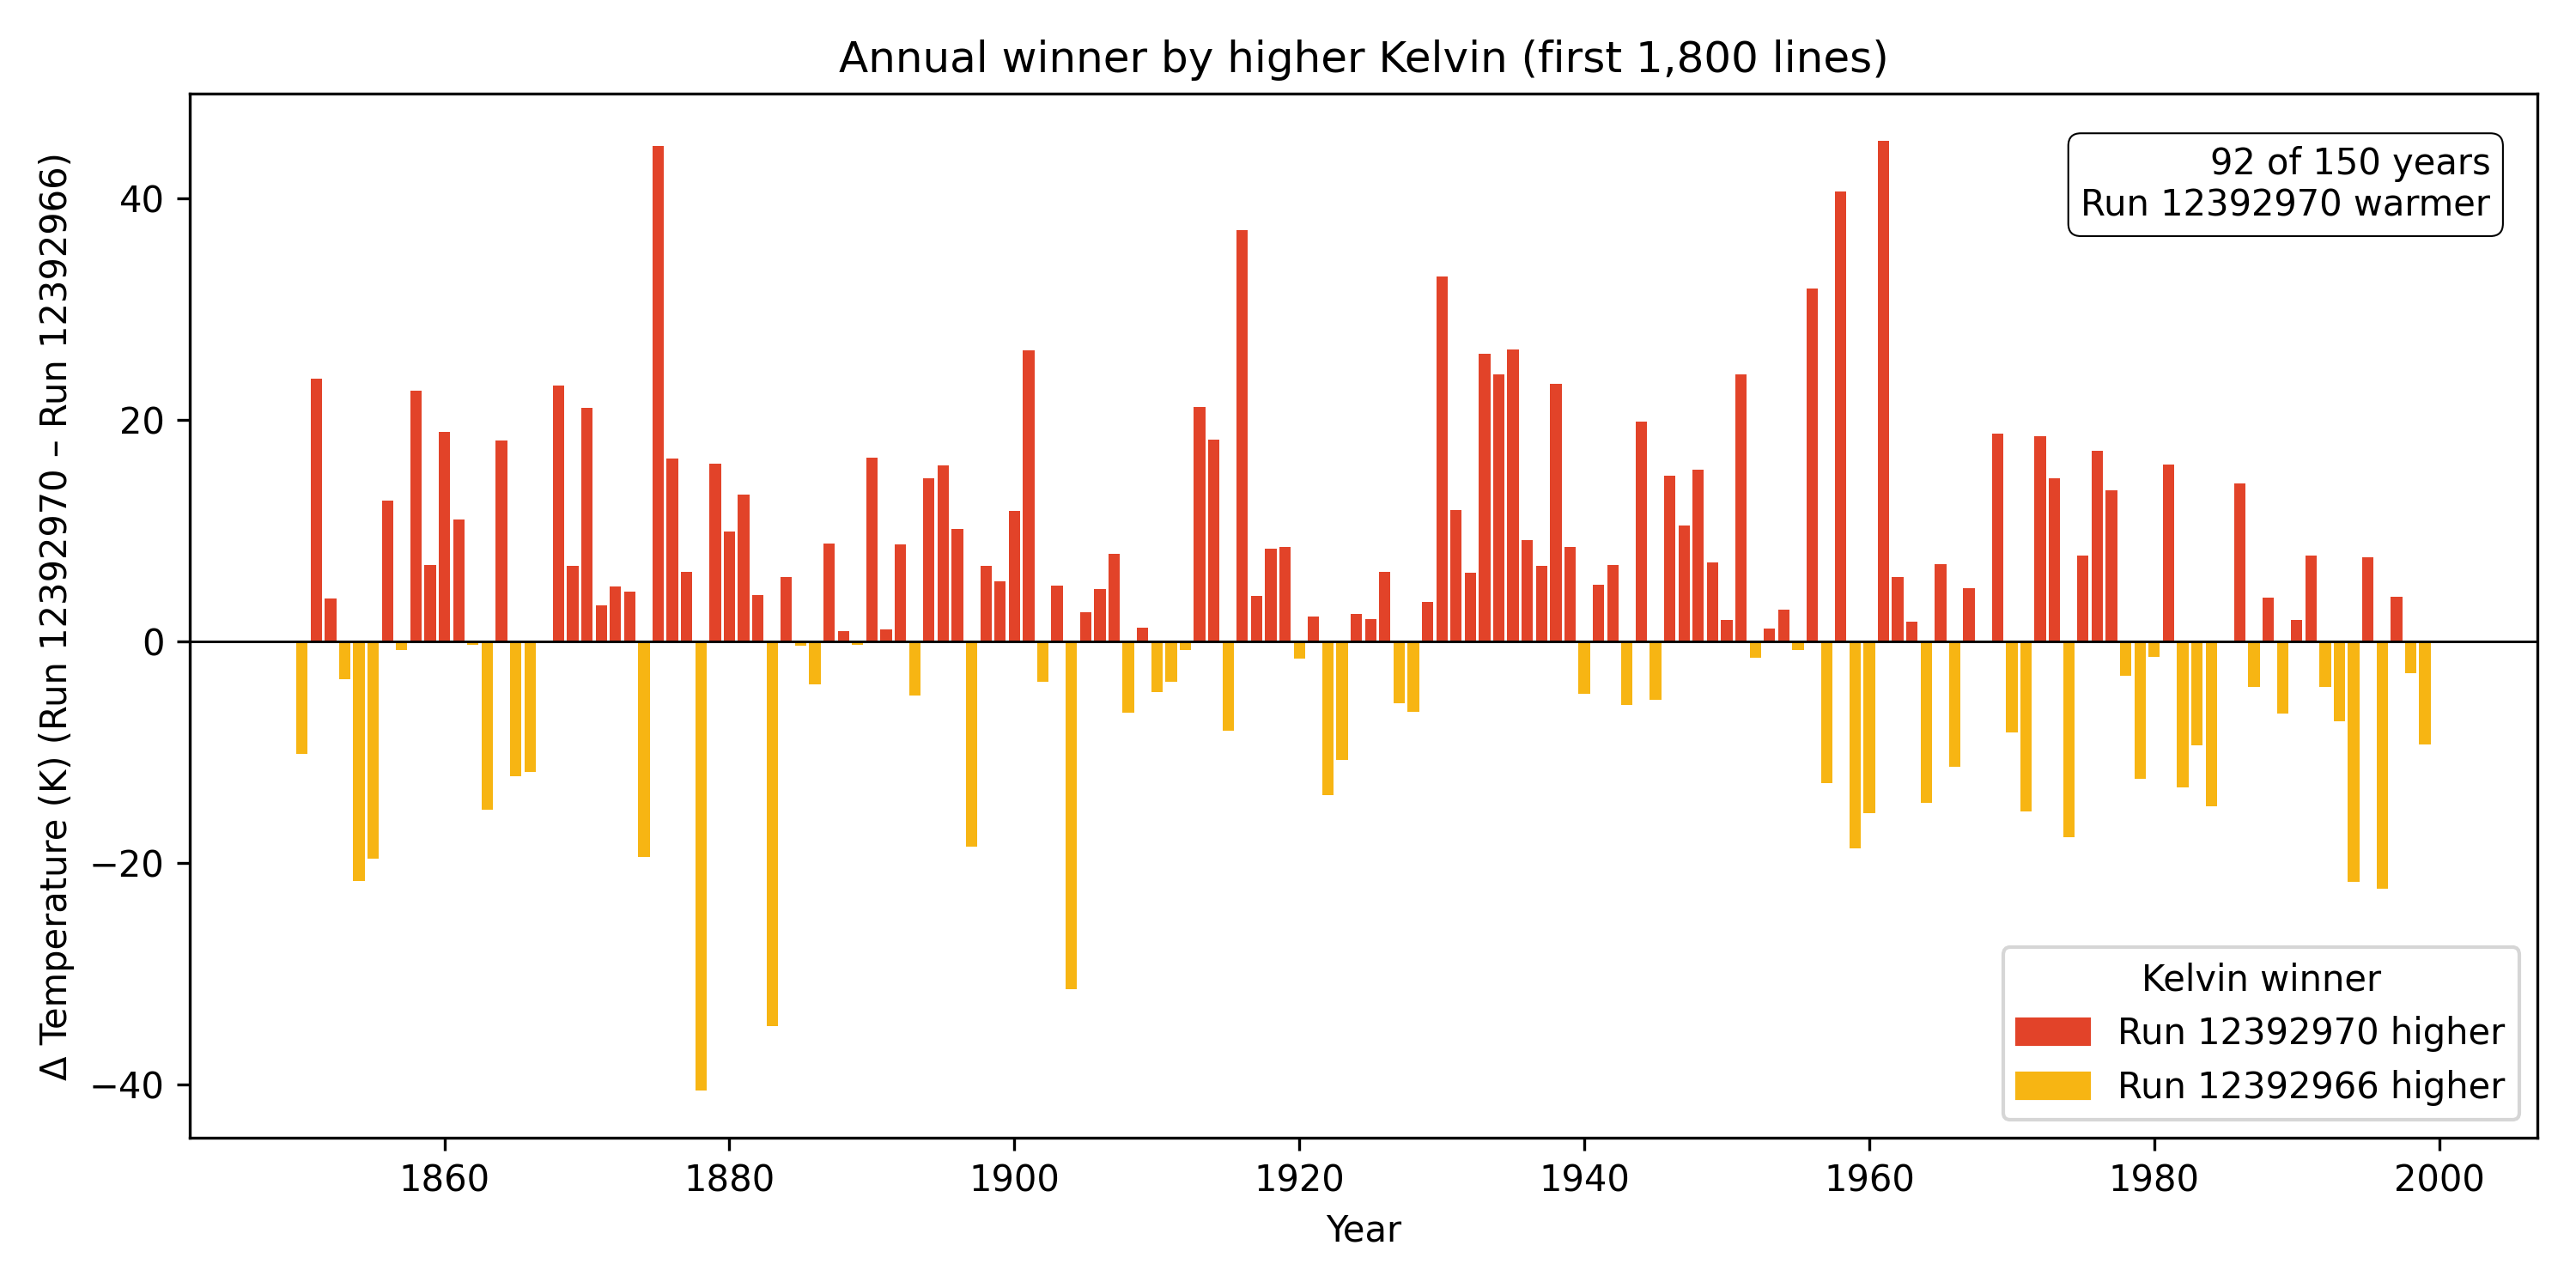 Annual winner by higher Kelvin (first 1,800 lines)
Δ Temperature (K) (Run 12392970 – Run 12392966)
40
20
0
−20
−40
92 of 150 years
Run 12392970 warmer
Kelvin winner
Run 12392970 higher
Run 12392966 higher
1860
1880
1900
1920
1940
1960
1980
2000
Year